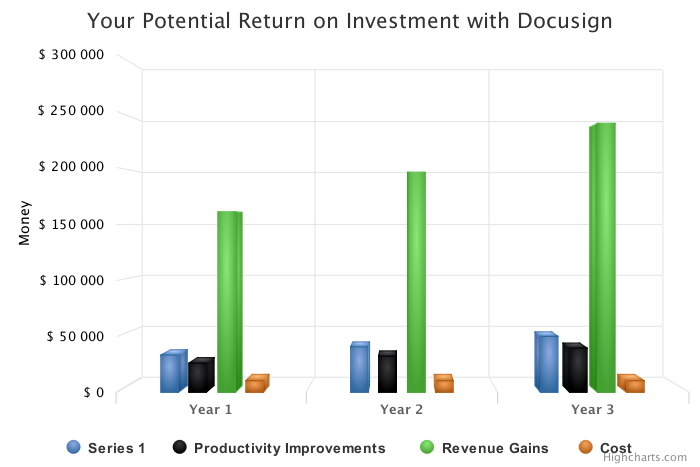 Your Potential Return on Investment with Docusign
$ 300 000
$ 250 000
$ 200 000
$ 150 000
$ 100 000
$ 50 000
$ 0
Money
Year 1
Year 2
Year 3
Series 1
Productivity Improvements
Revenue Gains
Cost
Highcharts.com